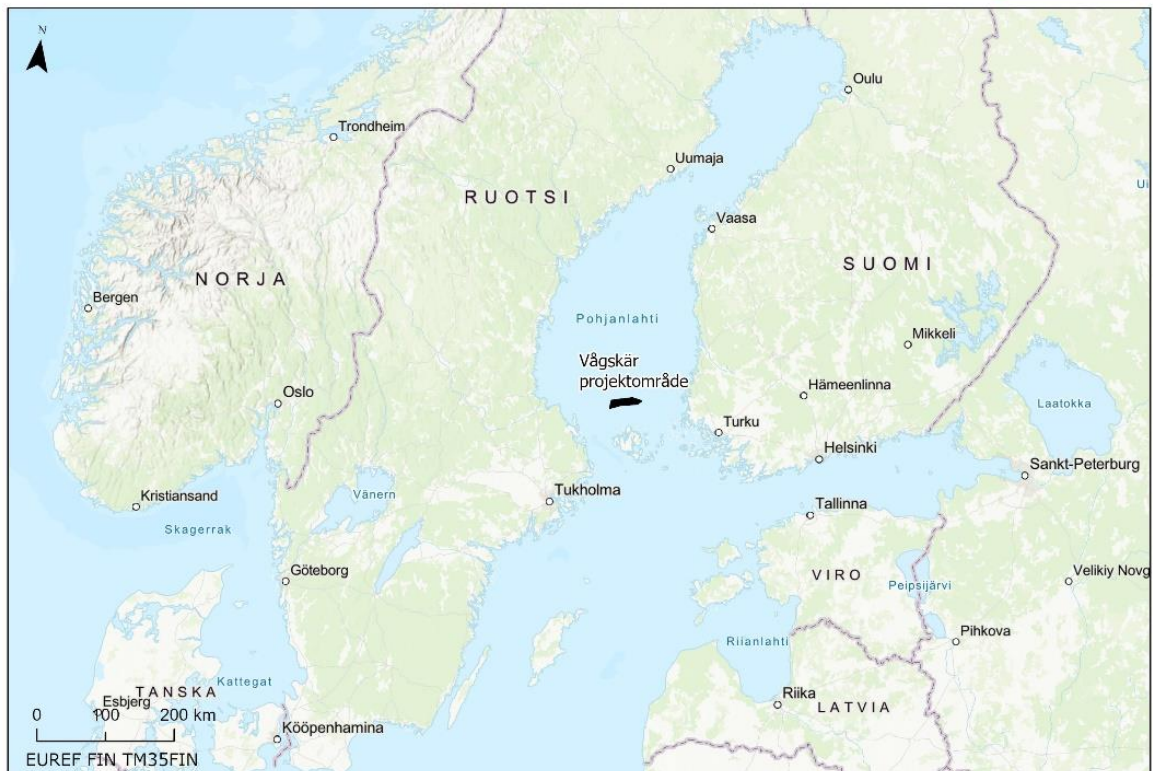 N
Oulu
Trondheim
Uumaja
Ui
RUOTSI
Vaasa
SUOMI
NORJA
Bergen
Pohjanlahti
Mikkeli
Vågskär
projektområde
Hämeenlinna
Oslo
Laatokka
Turku
Helsinki
Sankt-Peterburg
Vänern
Tukholma
Kristiansand
Tallinna
Skagerrak
Göteborg
VIRO
Peipsijärvi
Velikiy Novg
Pihkova
Riianlahti
Kattegat
TANSKA
Esbjerg
Riika
LATVIA
0 100 200 km
Kööpenhamina
EUREF FIN TM35FIN